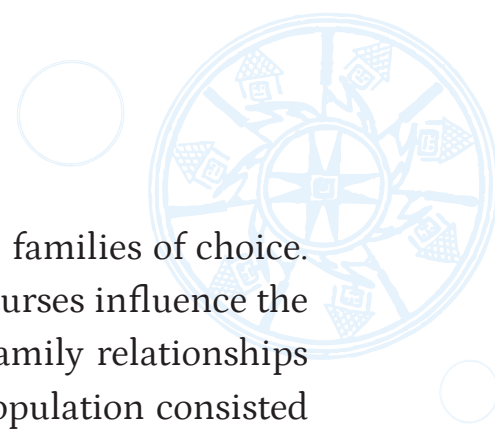 families of choice.
urses influence the
amily relationships
opulation consisted